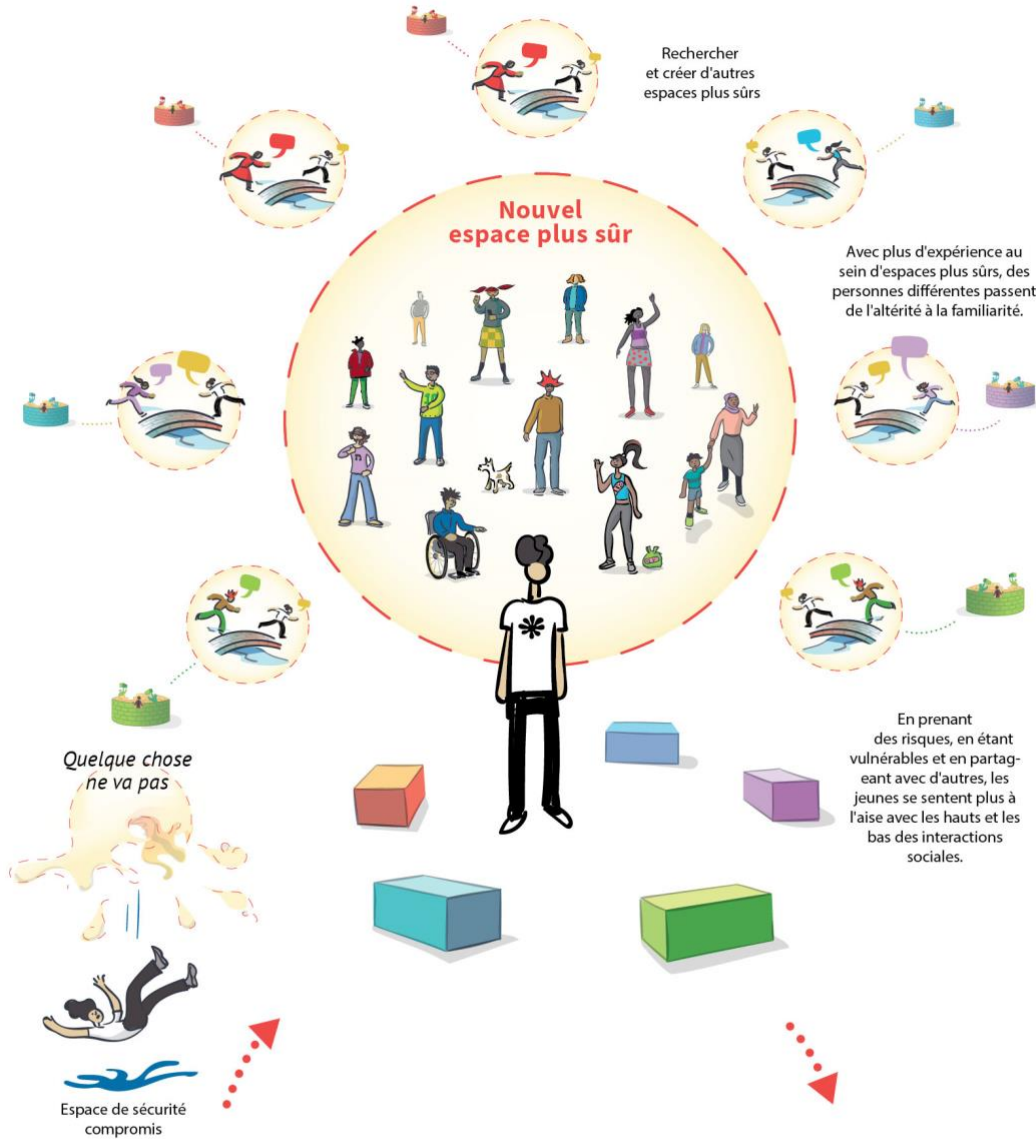 Rechercher
et créer d'autres
espaces plus sûrs
Nouvel
espace plus sûr
Avec plus d'expérience au
sein d'espaces plus sûrs, des
personnes différentes passent
de l'altérité à la familiarité.
Quelque chose
ne va pas
En prenant
des risques, en étant
vulnérables et en partag-
eant avec d'autres, les
jeunes se sentent plus à
l'aise avec les hauts et les
bas des interactions
sociales.
Espace de sécurité
compromis